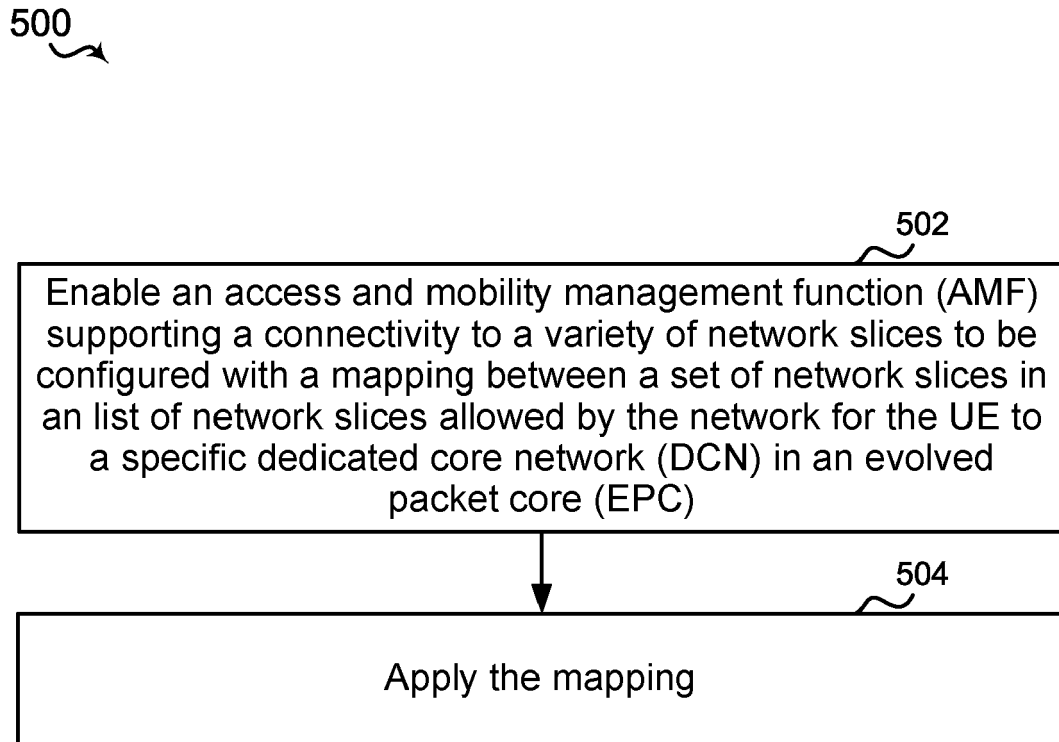 500
502
Enable an access and mobility management function (AMF)
supporting a connectivity to a variety of network slices to be
configured with a mapping between a set of network slices in
an list of network slices allowed by the network for the UE to
a specific dedicated core network (DCN) in an evolved
packet core (EPC)
504
Apply the mapping